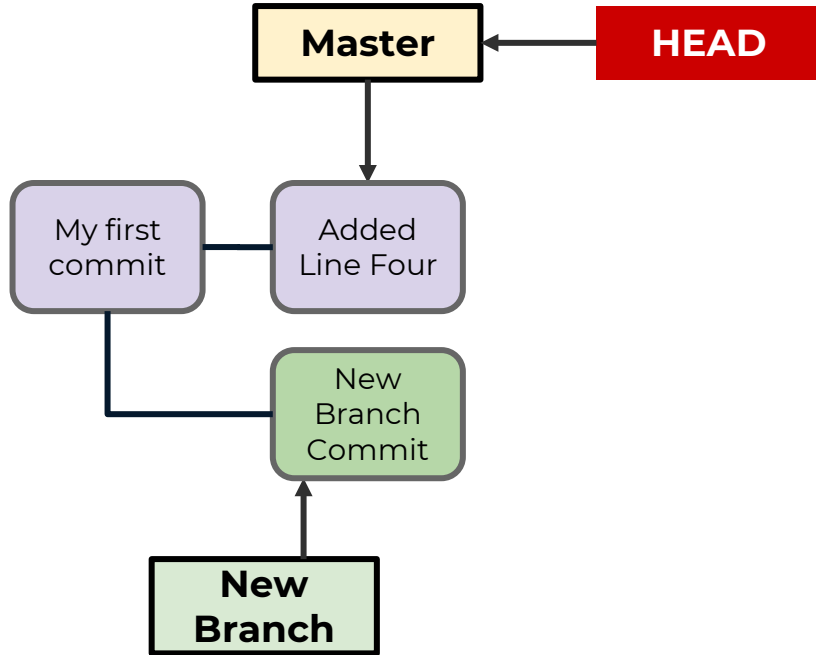 Master
HEAD
My first
commit
Added
Line Four
New
Branch
Commit
New
Branch